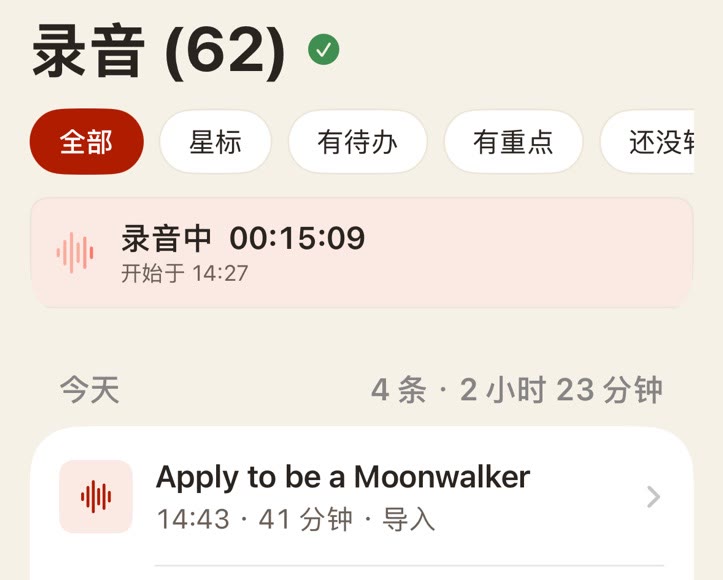 录音 (62)
全部 星标 有待办 有重点 还没
录音中 00:15:09
开始于 14:27
今天 4 条 · 2 小时 23 分钟
Apply to be a Moonwalker
14:43 · 41 分钟 · 导入